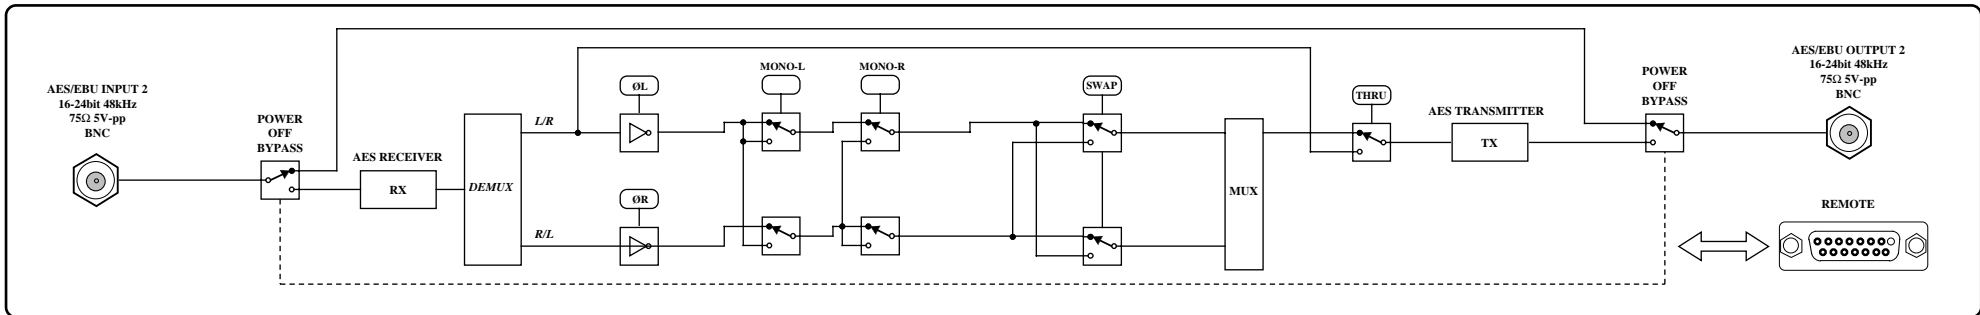 AES/EBU INPUT 2
16-24bit 48kHz
75Ω 5V-pp
BNC
POWER
OFF
BYPASS
AES RECEIVER
RX
DEMUX
L/R
R/L
ØL
ØR
MONO-L
MONO-R
SWAP
MUX
THRU
AES TRANSMITTER
TX
POWER
OFF
BYPASS
AES/EBU OUTPUT 2
16-24bit 48kHz
75Ω 5V-pp
BNC
REMOTE